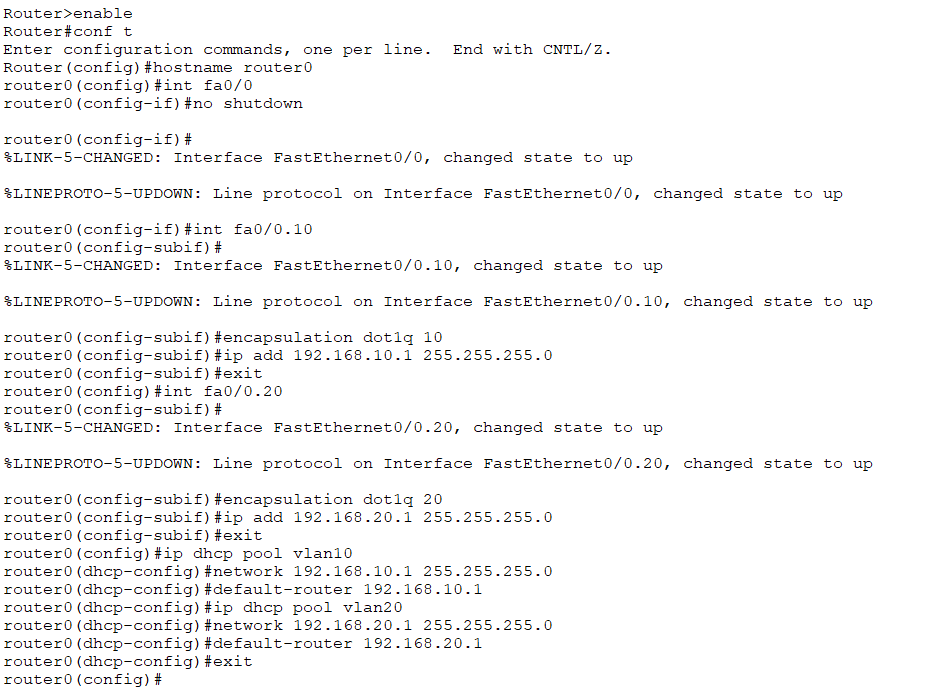 Router>enable
Router#conf t
Enter configuration commands, one per line.  End with CNTL/Z.
Router(config)#hostname router0
router0(config)#int fa0/0
router0(config-if)#no shutdown
router0(config-if)#
%LINK-5-CHANGED: Interface FastEthernet0/0, changed state to up
%LINEPROTO-5-UPDOWN: Line protocol on Interface FastEthernet0/0, changed state to up
router0(config-if)#int fa0/0.10
router0(config-subif)#
%LINK-5-CHANGED: Interface FastEthernet0/0.10, changed state to up
%LINEPROTO-5-UPDOWN: Line protocol on Interface FastEthernet0/0.10, changed state to up
router0(config-subif)#encapsulation dot1q 10
router0(config-subif)#ip add 192.168.10.1 255.255.255.0
router0(config-subif)#exit
router0(config)#int fa0/0.20
router0(config-subif)#
%LINK-5-CHANGED: Interface FastEthernet0/0.20, changed state to up
%LINEPROTO-5-UPDOWN: Line protocol on Interface FastEthernet0/0.20, changed state to up
router0(config-subif)#encapsulation dot1q 20
router0(config-subif)#ip add 192.168.20.1 255.255.255.0
router0(config-subif)#exit
router0(config)#ip dhcp pool vlan10
router0(dhcp-config)#network 192.168.10.1 255.255.255.0
router0(dhcp-config)#default-router 192.168.10.1
router0(dhcp-config)#ip dhcp pool vlan20
router0(dhcp-config)#network 192.168.20.1 255.255.255.0
router0(dhcp-config)#default-router 192.168.20.1
router0(dhcp-config)#exit
router0(config)#